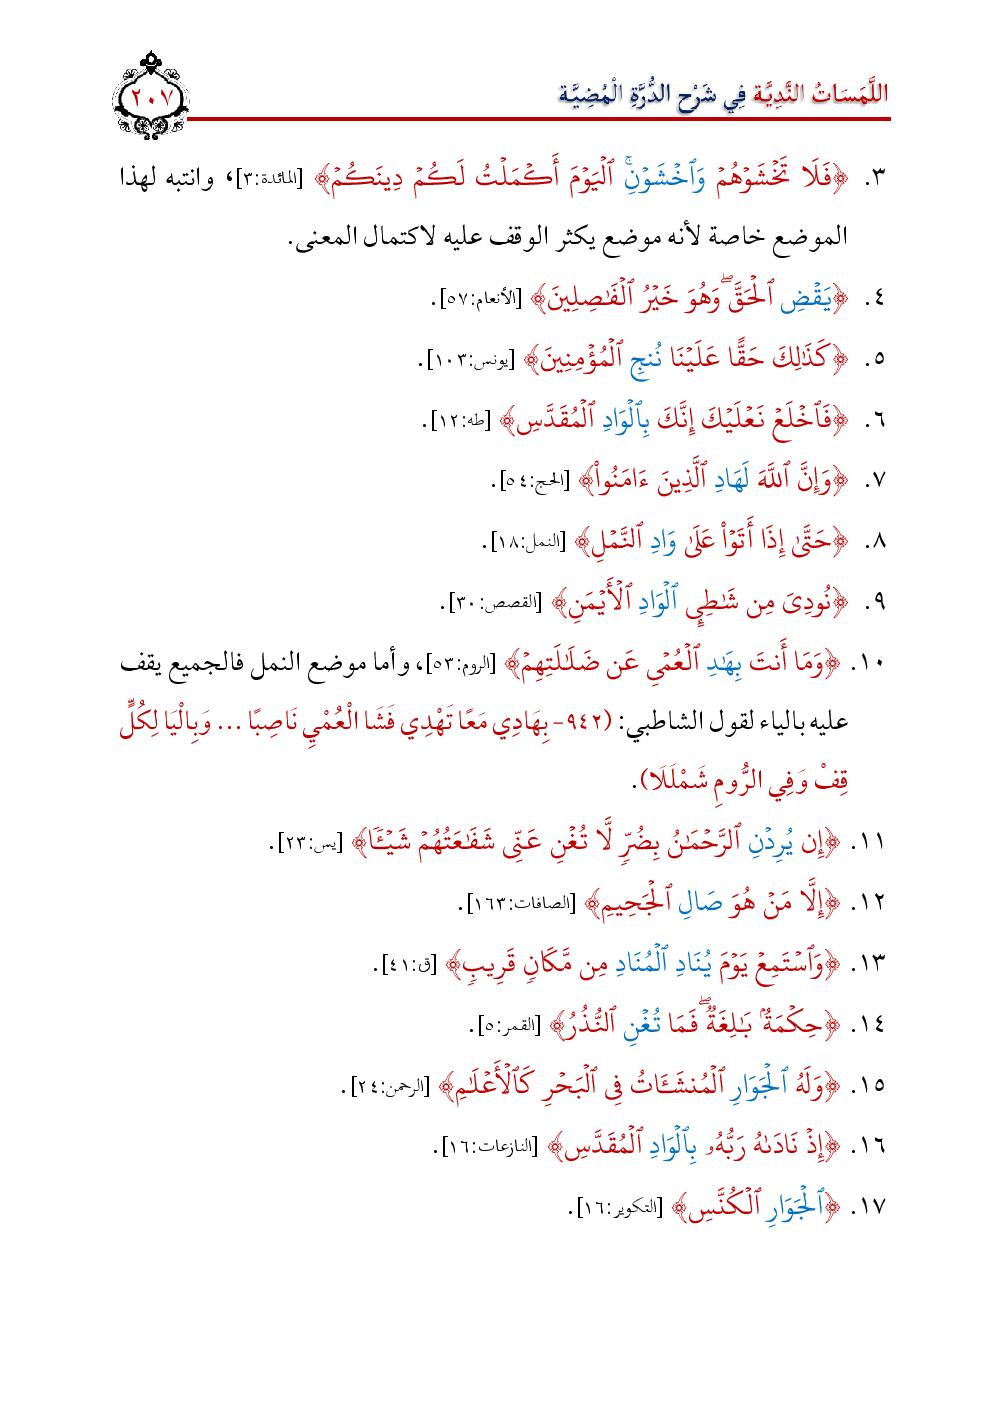 اللَّمَسَاتُ النَّدِيَّة فِي شَرْحِ الدُّرَّةِ الْمُضِيَّة
٢٠٧
٣. ﴿فَلَا تَخۡشَوۡهُمۡ وَٱخۡشَوۡنِۚ ٱلۡيَوۡمَ أَكۡمَلۡتُ لَكُمۡ دِينَكُمۡ﴾ [المائدة:٣]، وانتبه لهذا
الموضع خاصة لأنه موضع يكثر الوقف عليه لاكتمال المعنى.
٤. ﴿يَقۡضِ ٱلۡحَقَّۖ وَهُوَ خَيۡرُ ٱلۡفَٰصِلِينَ﴾ [الأنعام:٥٧].
٥. ﴿كَذَٰلِكَ حَقًّا عَلَيۡنَا نُنجِ ٱلۡمُؤۡمِنِينَ﴾ [يونس:١٠٣].
٦. ﴿فَٱخۡلَعۡ نَعۡلَيۡكَ إِنَّكَ بِٱلۡوَادِ ٱلۡمُقَدَّسِ﴾ [طه:١٢].
٧. ﴿وَإِنَّ ٱللَّهَ لَهَادِ ٱلَّذِينَ ءَامَنُواْ﴾ [الحج:٥٤].
٨. ﴿حَتَّىٰ إِذَا أَتَوۡاْ عَلَىٰ وَادِ ٱلنَّمۡلِ﴾ [النمل:١٨].
٩. ﴿نُودِيَ مِن شَٰطِيِٕ ٱلۡوَادِ ٱلۡأَيۡمَنِ﴾ [القصص:٣٠].
١٠. ﴿وَمَا أَنتَ بِهَٰدِ ٱلۡعُمۡيِ عَن ضَلَٰلَتِهِمۡ﴾ [الروم:٥٣]، وأما موضع النمل فالجميع يقف
عليه بالياء لقول الشاطبي: (٩٤٢- بِهَادِي مَعًا تَهْدِي فَشَا الْعُمْيِ نَاصِبًا ... وَبِالْيَا لِكُلٍّ
قِفْ وَفِي الرُّومِ شَمْلَلَا).
١١. ﴿إِن يُرِدۡنِ ٱلرَّحۡمَٰنُ بِضُرّٖ لَّا تُغۡنِ عَنِّي شَفَٰعَتُهُمۡ شَيۡـٔٗا﴾ [يس:٢٣].
١٢. ﴿إِلَّا مَنۡ هُوَ صَالِ ٱلۡجَحِيمِ﴾ [الصافات:١٦٣].
١٣. ﴿وَٱسۡتَمِعۡ يَوۡمَ يُنَادِ ٱلۡمُنَادِ مِن مَّكَانٖ قَرِيبٖ﴾ [ق:٤١].
١٤. ﴿حِكۡمَةُۢ بَٰلِغَةٞۖ فَمَا تُغۡنِ ٱلنُّذُرُ﴾ [القمر:٥].
١٥. ﴿وَلَهُ ٱلۡجَوَارِ ٱلۡمُنشَـَٔاتُ فِي ٱلۡبَحۡرِ كَٱلۡأَعۡلَٰمِ﴾ [الرحمن:٢٤].
١٦. ﴿إِذۡ نَادَىٰهُ رَبُّهُۥ بِٱلۡوَادِ ٱلۡمُقَدَّسِ﴾ [النازعات:١٦].
١٧. ﴿ٱلۡجَوَارِ ٱلۡكُنَّسِ﴾ [التكوير:١٦].